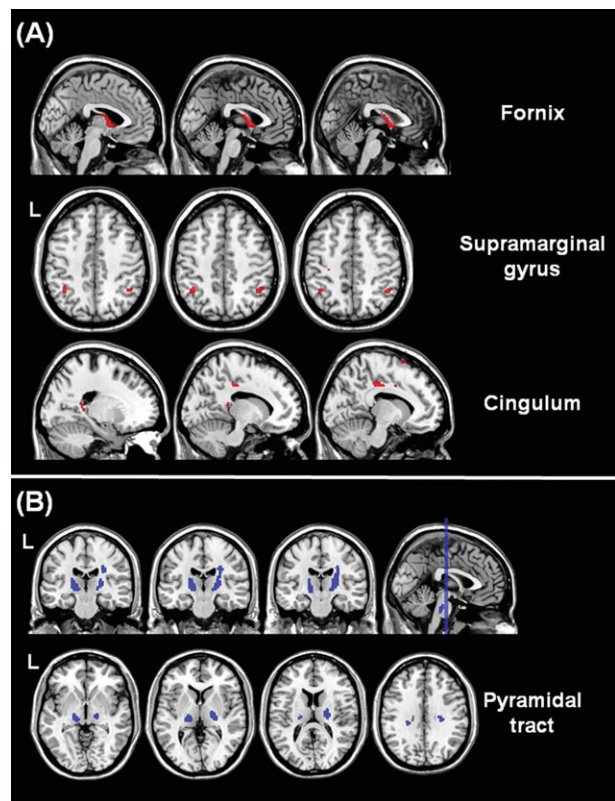 (A)
Fornix
L
Supramarginal
gyrus
Cingulum
(B)
L
L
Pyramidal
tract